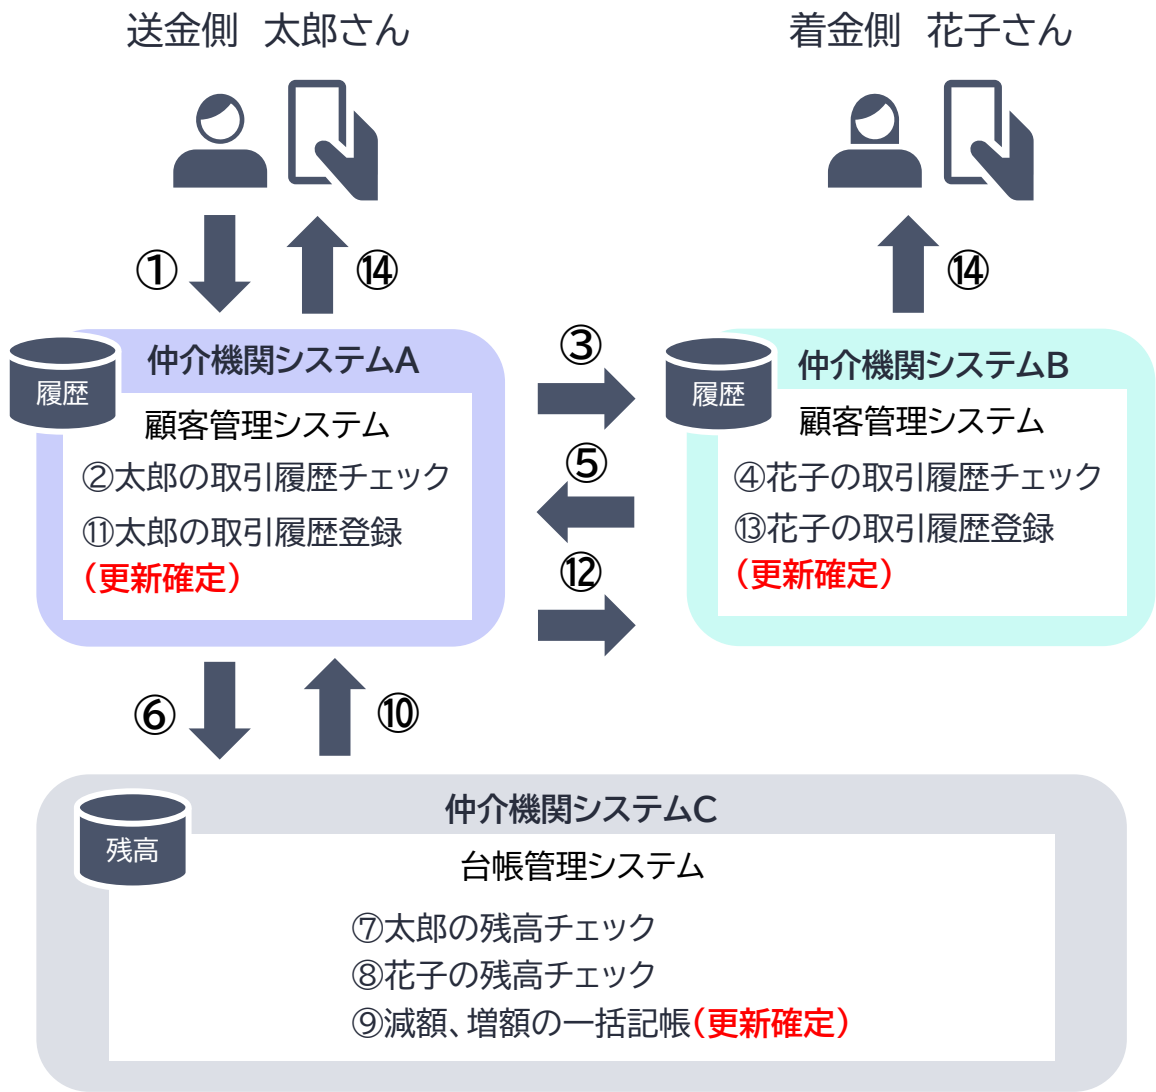 送金側 太郎さん
着金側 花子さん
①
⑭
⑭
仲介機関システムA
履歴
顧客管理システム
②太郎の取引履歴チェック
⑪太郎の取引履歴登録
(更新確定)
③
⑤
⑫
仲介機関システムB
履歴
顧客管理システム
④花子の取引履歴チェック
⑬花子の取引履歴登録
(更新確定)
⑥
⑩
仲介機関システムC
残高
台帳管理システム
⑦太郎の残高チェック
⑧花子の残高チェック
⑨減額、増額の一括記帳(更新確定)